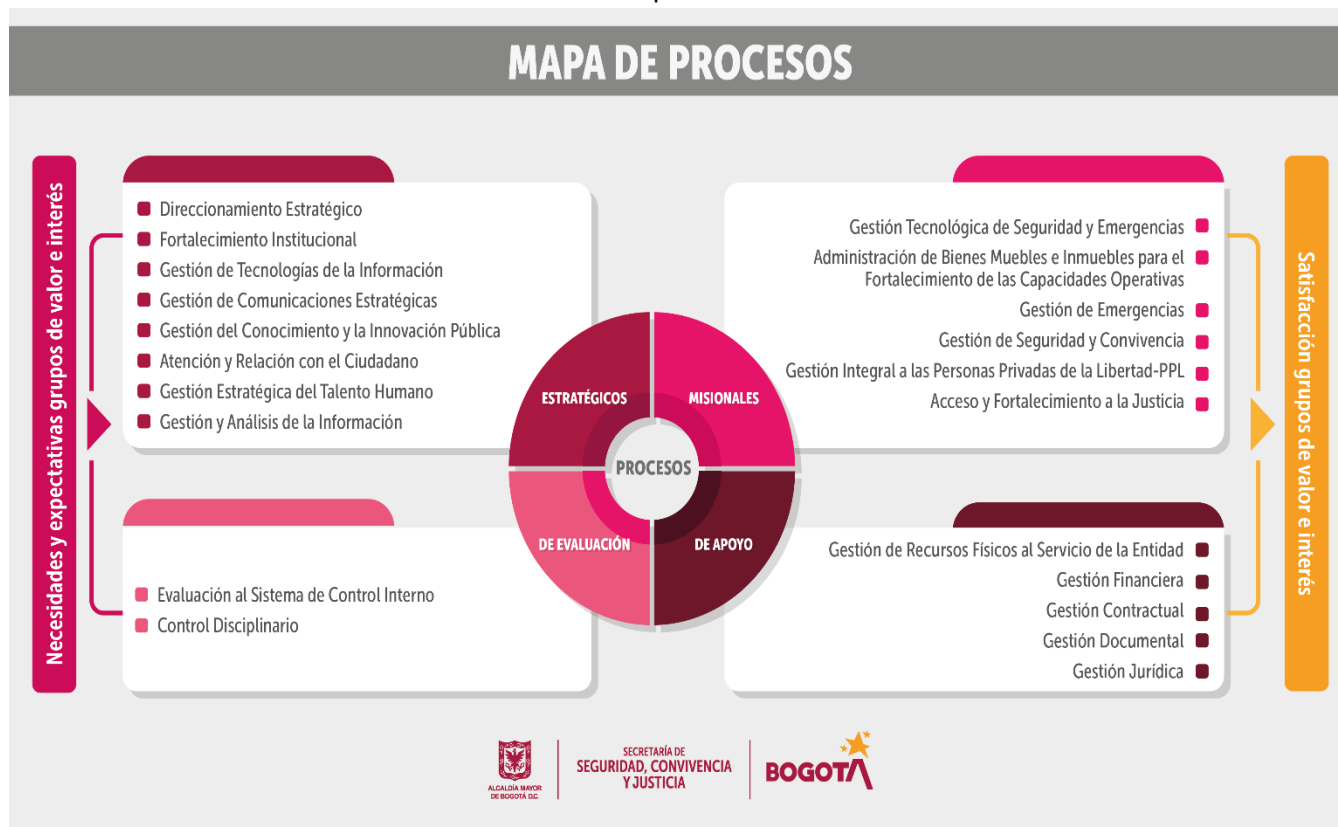 MAPA DE PROCESOS
Necesidades y expectativas grupos de valor e interés
Direccionamiento Estratégico
Fortalecimiento Institucional
Gestión de Tecnologías de la Información
Gestión de Comunicaciones Estratégicas
Gestión del Conocimiento y la Innovación Pública
Atención y Relación con el Ciudadano
Gestión Estratégica del Talento Humano
Gestión y Análisis de la Información
Evaluación al Sistema de Control Interno
Control Disciplinario
ESTRATÉGICOS
MISIONALES
PROCESOS
DE EVALUACIÓN
DE APOYO
Gestión Tecnológica de Seguridad y Emergencias
Administración de Bienes Muebles e Inmuebles para el
Fortalecimiento de las Capacidades Operativas
Gestión de Emergencias
Gestión de Seguridad y Convivencia
Gestión Integral a las Personas Privadas de la Libertad-PPL
Acceso y Fortalecimiento a la Justicia
Gestión de Recursos Físicos al Servicio de la Entidad
Gestión Financiera
Gestión Contractual
Gestión Documental
Gestión Jurídica
Satisfacción grupos de valor e interés
ALCALDÍA MAYOR
DE BOGOTÁ D.C.
SECRETARÍA DE
SEGURIDAD, CONVIVENCIA
Y JUSTICIA
BOGOTÁ